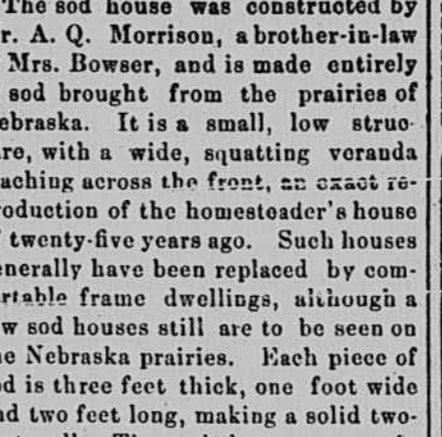 The sod house was constructed by
r. A. Q. Morrison, a brother-in-law
Mrs. Bowser, and is made entirely
sod brought from the prairies of
ebraska. It is a small, low struc-
re, with a wide, squatting veranda
aching across the front, an exact re-
roduction of the homesteader's house
twenty-five years ago. Such houses
enerally have been replaced by com-
rtable frame dwellings, although a
w sod houses still are to be seen on
he Nebraska prairies. Each piece of
od is three feet thick, one foot wide
nd two feet long, making a solid two-